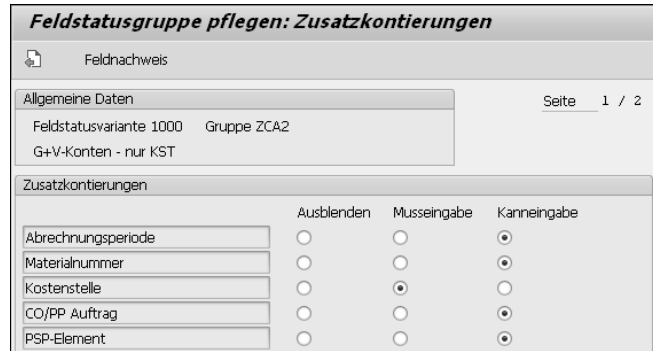 Feldstatusgruppe pflegen: Zusatzkontierungen
Feldnachweis
Allgemeine Daten
Seite 1 / 2
Feldstatusvariante 1000 Gruppe ZCA2
G+V-Konten - nur KST
Zusatzkontierungen
Ausblenden Musseingabe Kanneingabe
Abrechnungsperiode
Materialnummer
Kostenstelle
CO/PP Auftrag
PSP-Element